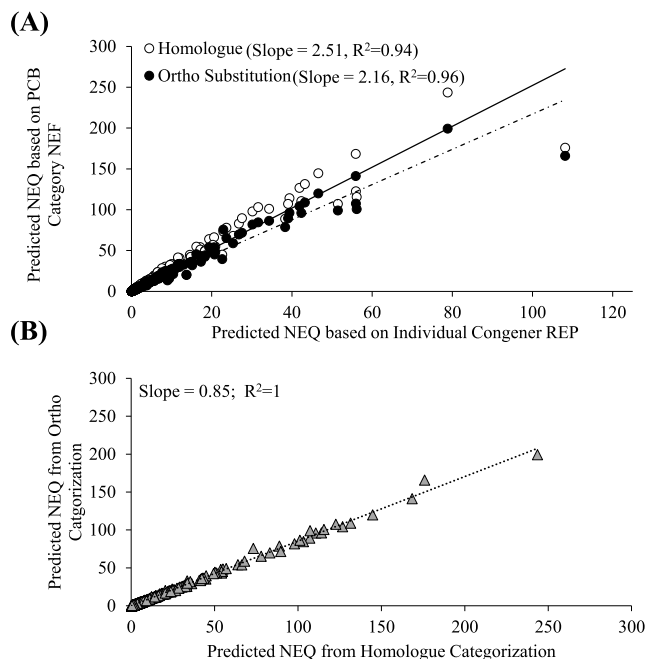 (A)
300
250
200
150
100
50
0
Predicted NEQ based on PCB
Category NEF
Homologue (Slope = 2.51, R²=0.94)
Ortho Substitution(Slope = 2.16, R²=0.96)
0 20 40 60 80 100 120
Predicted NEQ based on Individual Congener REP
(B)
300
250
200
150
100
50
0
Predicted NEQ from Ortho
Catgorization
Slope = 0.85; R²=1
0 50 100 150 200 250 300
Predicted NEQ from Homologue Categorization